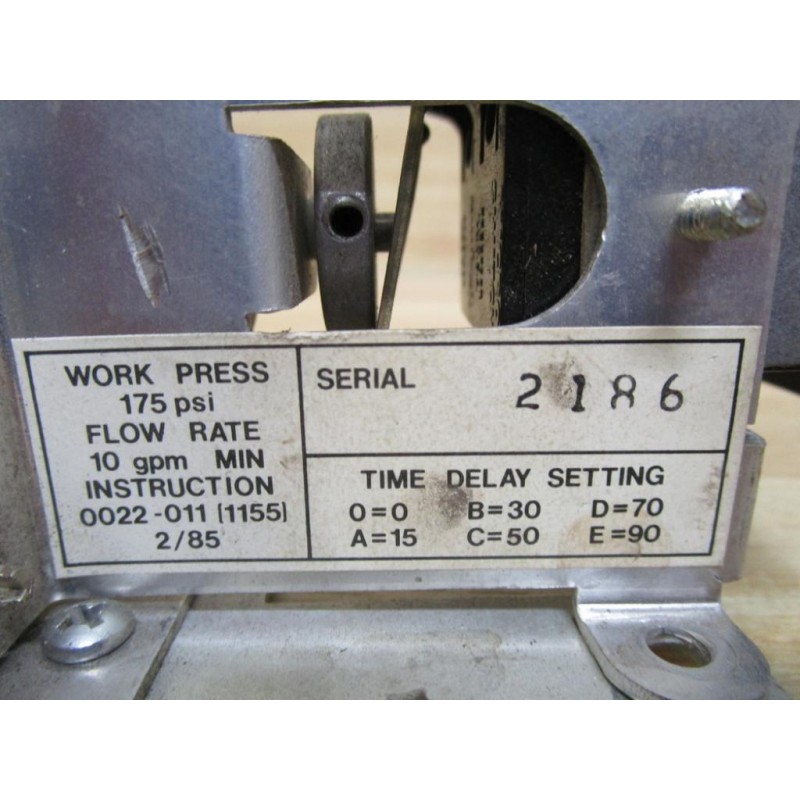 WORK PRESS
175 psi
FLOW RATE
10 gpm MIN
INSTRUCTION
0022-011 (1155)
2/85
SERIAL 2186
TIME DELAY SETTING
0=0 B=30 D=70
A=15 C=50 E=90